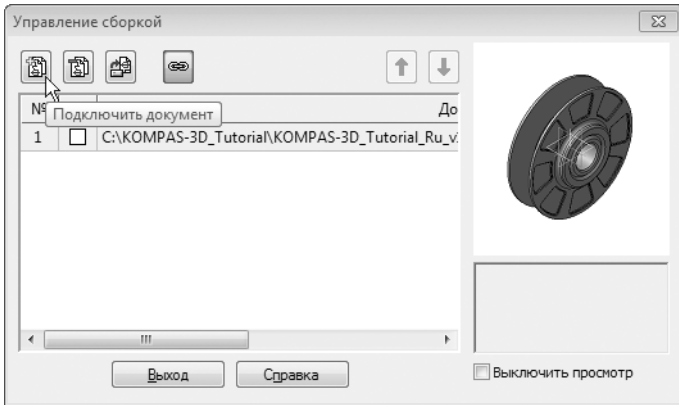 Управление сборкой
№
До
Подключить документ
1 C:\KOMPAS-3D_Tutorial\KOMPAS-3D_Tutorial_Ru_v
Выход
Справка
Выключить просмотр